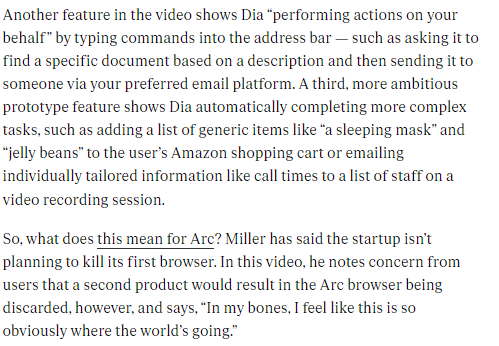 Another feature in the video shows Dia “performing actions on your
behalf” by typing commands into the address bar — such as asking it to
find a specific document based on a description and then sending it to
someone via your preferred email platform. A third, more ambitious
prototype feature shows Dia automatically completing more complex
tasks, such as adding a list of generic items like “a sleeping mask” and
“jelly beans” to the user’s Amazon shopping cart or emailing
individually tailored information like call times to a list of staff on a
video recording session.
So, what does this mean for Arc? Miller has said the startup isn’t
planning to kill its first browser. In this video, he notes concern from
users that a second product would result in the Arc browser being
discarded, however, and says, “In my bones, I feel like this is so
obviously where the world’s going.”